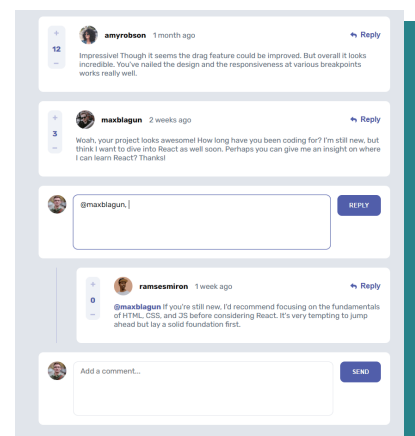 +
amyrobson 1 month ago
Reply
12
−
Impressive! Though it seems the drag feature could be improved. But overall it looks
incredible. You've nailed the design and the responsiveness at various breakpoints
works really well.
+
maxblagun 2 weeks ago
Reply
3
−
Woah, your project looks awesome! How long have you been coding for? I'm still new, but
think I want to dive into React as well soon. Perhaps you can give me an insight on where
I can learn React? Thanks!
@maxblagun,
REPLY
+
ramsesmiron 1 week ago
Reply
0
−
@maxblagun If you're still new, I'd recommend focusing on the fundamentals
of HTML, CSS, and JS before considering React. It's very tempting to jump
ahead but lay a solid foundation first.
Add a comment...
SEND